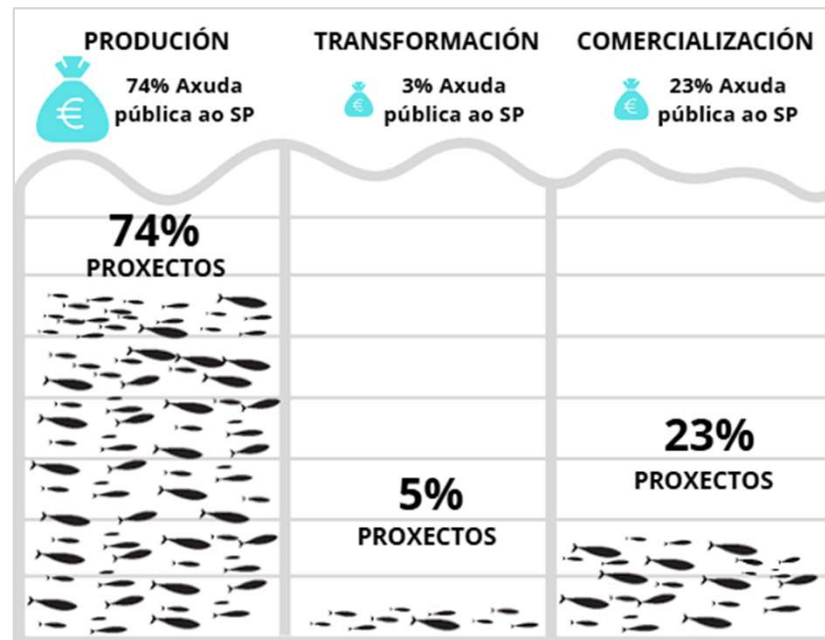 PRODUCIÓN
74% Axuda
pública ao SP
TRANSFORMACIÓN
3% Axuda
pública ao SP
COMERCIALIZACIÓN
23% Axuda
pública ao SP
74%
PROXECTOS
5%
PROXECTOS
23%
PROXECTOS